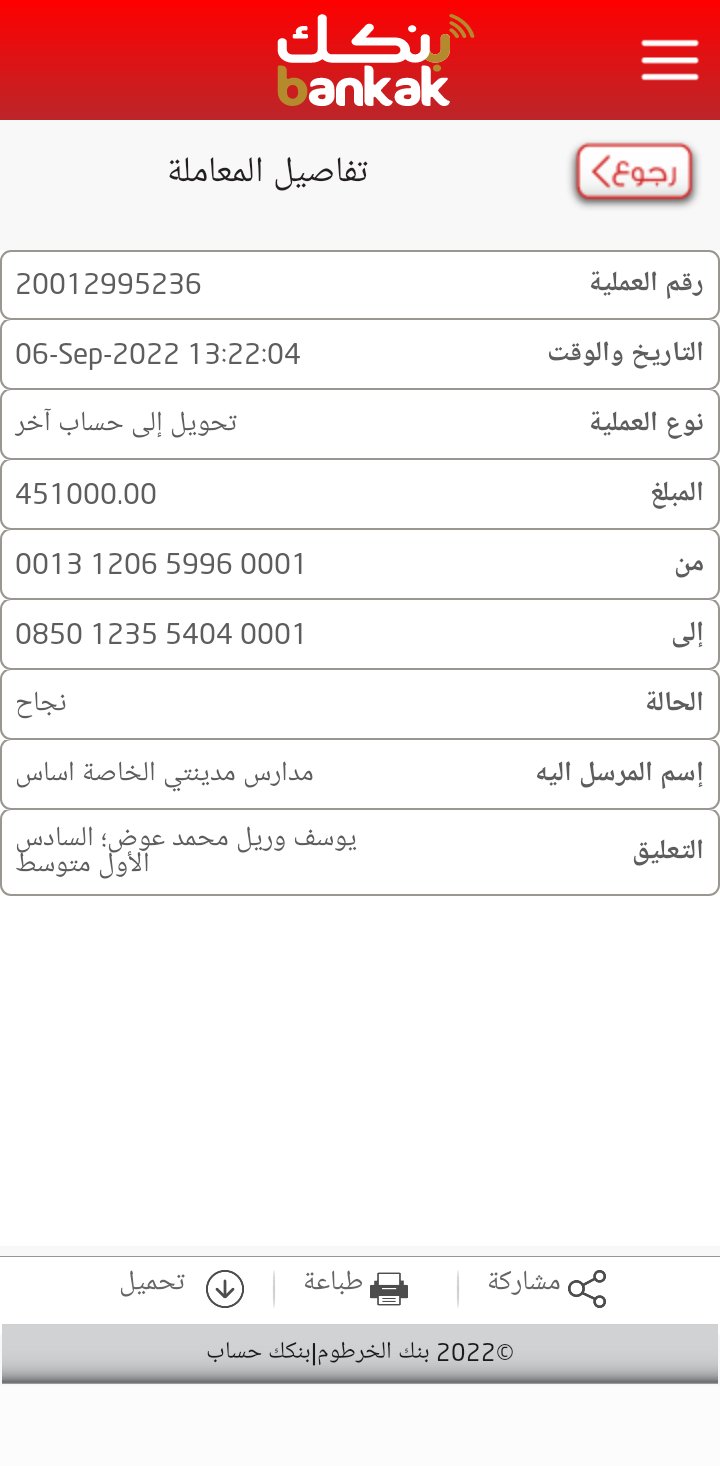 بنكك
bankak
رجوع
تفاصيل المعاملة
رقم العملية 20012995236
التاريخ والوقت 06-Sep-2022 13:22:04
نوع العملية تحويل إلى حساب آخر
المبلغ 451000.00
من 0013 1206 5996 0001
إلى 0850 1235 5404 0001
الحالة نجاح
إسم المرسل اليه مدارس مدينتي الخاصة اساس
التعليق يوسف وريل محمد عوض؛ السادس
الأول متوسط
مشاركة طباعة تحميل
©2022 بنك الخرطوم|بنكك حساب